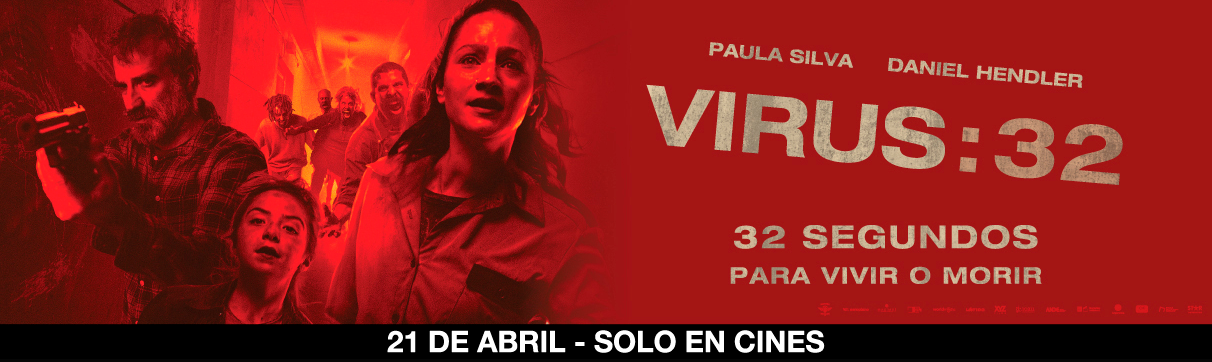 PAULA SILVA DANIEL HENDLER
VIRUS:32
32 SEGUNDOS
PARA VIVIR O MORIR
21 DE ABRIL - SOLO EN CINES